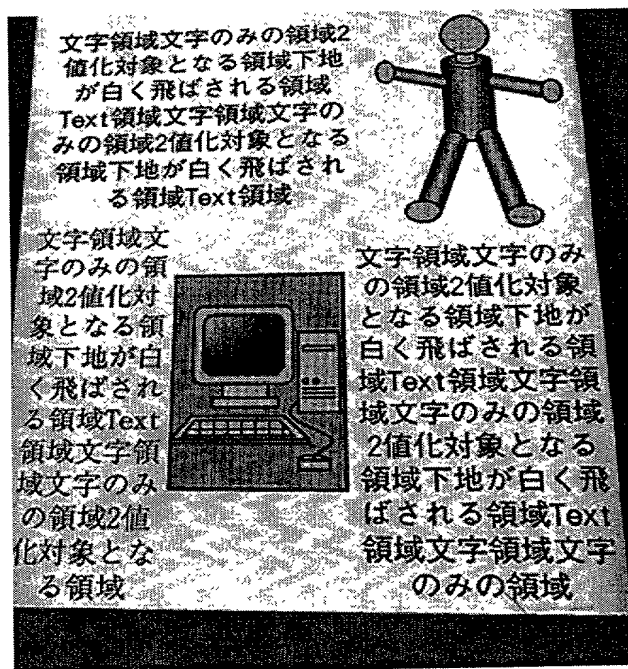 文字領域文字のみの領域2
値化対象となる領域下地
が白く飛ばされる領域
Text領域文字領域文字の
みの領域2値化対象となる
領域下地が白く飛ばされ
る領域Text領域
文字領域文
字のみの領
域2値化対
象となる領
域下地が白
く飛ばされ
る領域Text
領域文字領
域文字のみ
の領域2値
化対象とな
る領域
文字領域文字のみ
の領域2値化対象
となる領域下地が
白く飛ばされる領
域Text領域文字領
域文字のみの領域
2値化対象となる
領域下地が白く飛
ばされる領域Text
領域文字領域文字
のみの領域